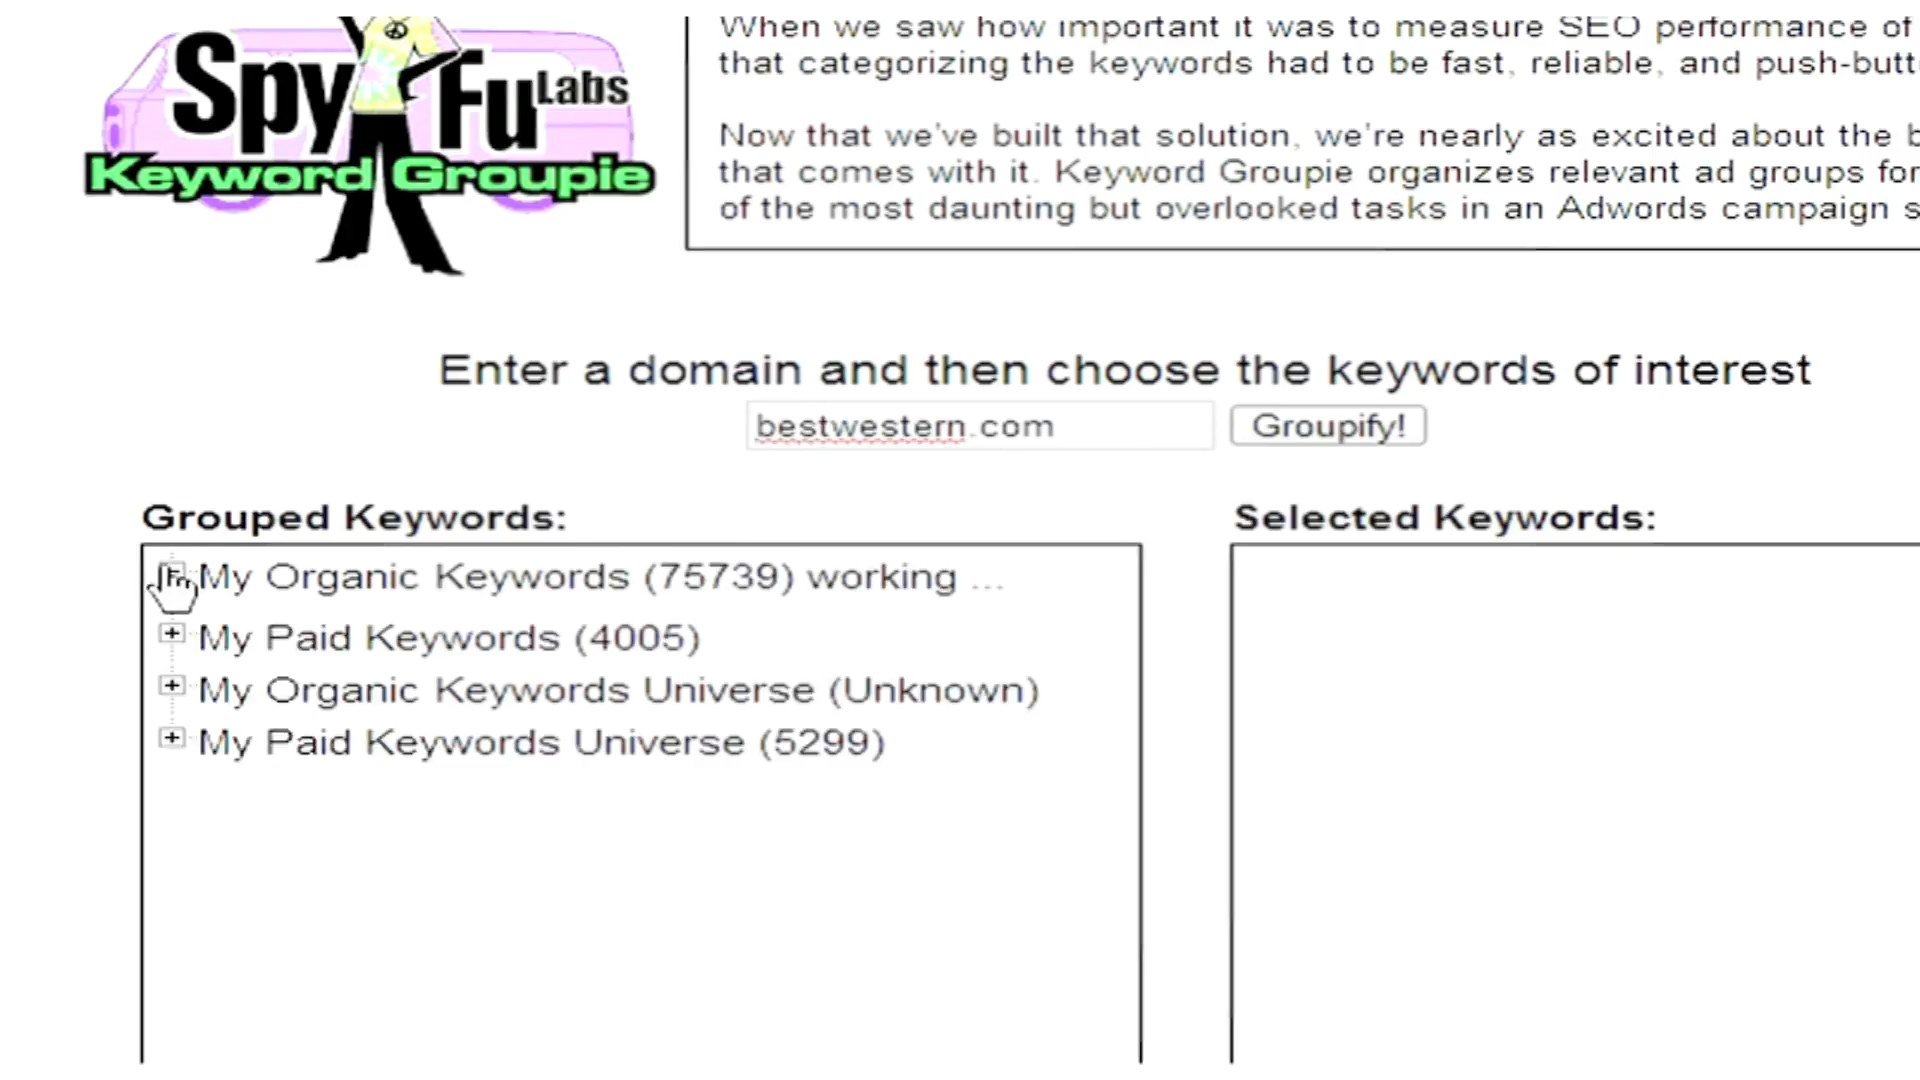 When we saw how important it was to measure SEO performance of
that categorizing the keywords had to be fast, reliable, and push-butt
Spy Fu Labs
Keyword Groupie
Now that we've built that solution, we're nearly as excited about the b
that comes with it. Keyword Groupie organizes relevant ad groups for
of the most daunting but overlooked tasks in an Adwords campaign s
Enter a domain and then choose the keywords of interest
bestwestern.com Groupify!
Grouped Keywords: Selected Keywords:
My Organic Keywords (75739) working ...
My Paid Keywords (4005)
My Organic Keywords Universe (Unknown)
My Paid Keywords Universe (5299)